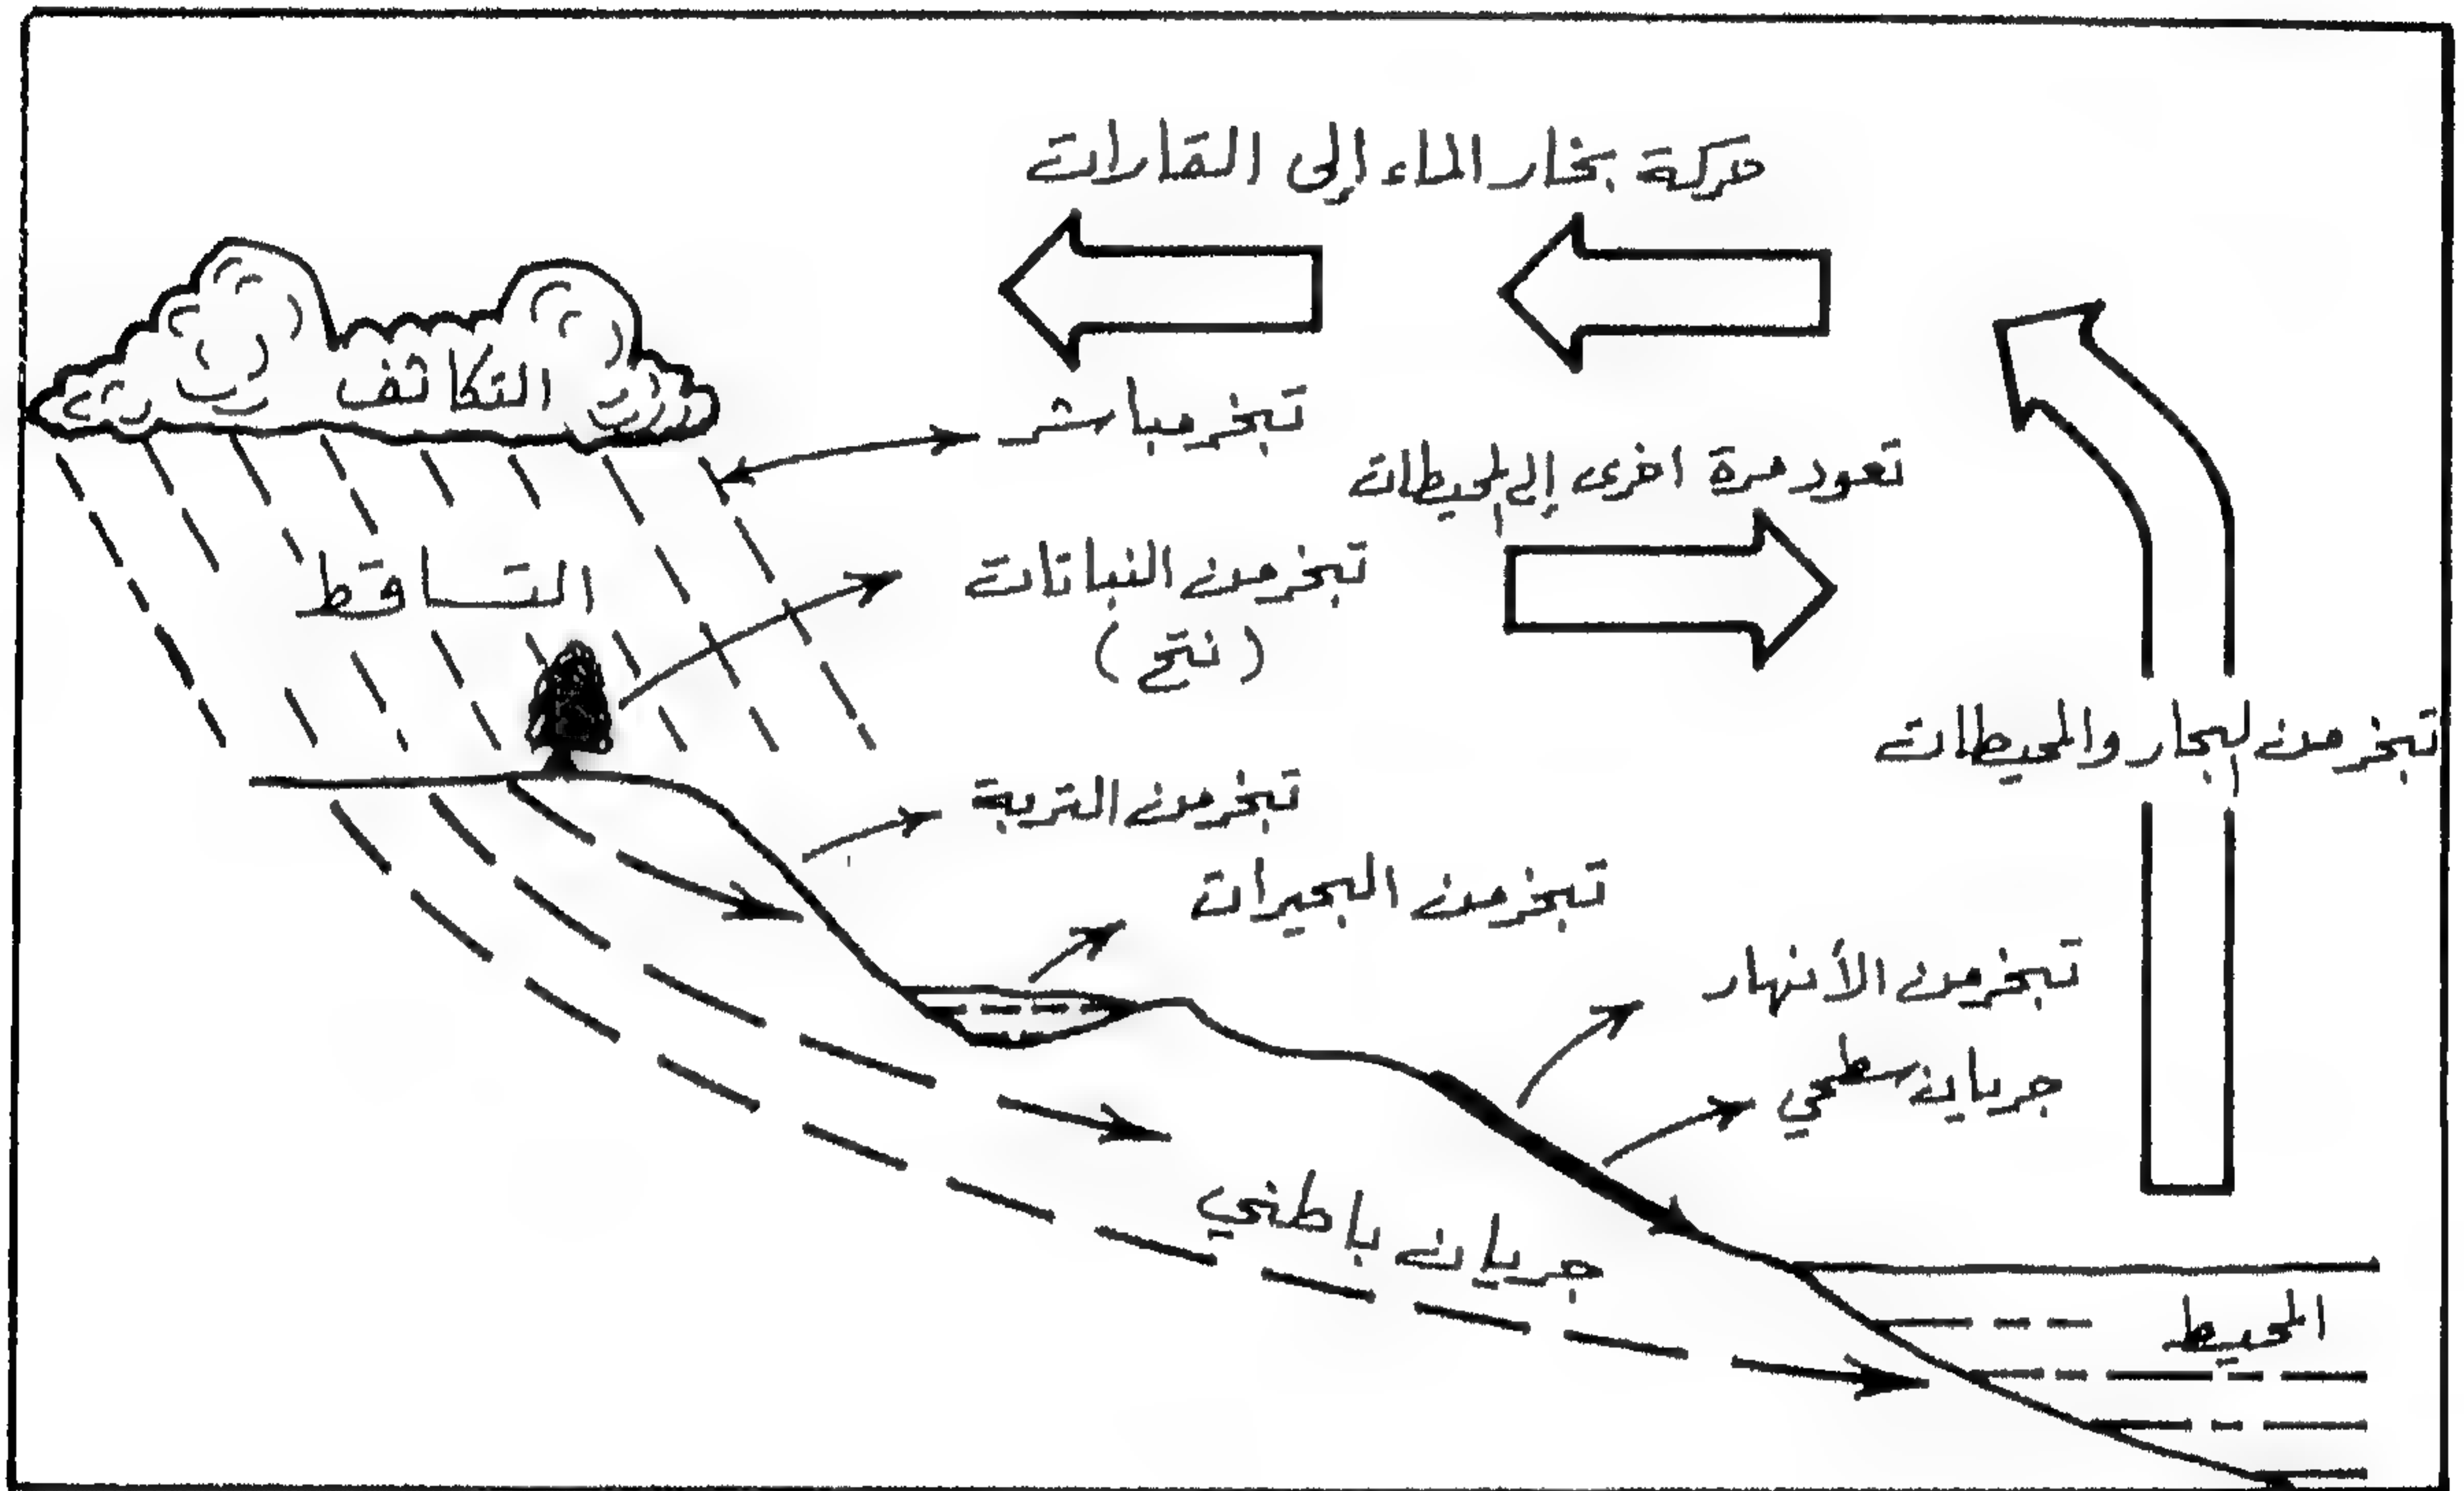 حركة بخار الماء إلى القارات
التكاثف
تبخر مباشر
تعود مرة اخرى إلى المحيطات
التساقط
تبخر من النباتات
(نتح)
تبخر من البحار والمحيطات
تبخر من التربة
تبخر من البحيرات
تبخر من الأنهار
جريان سطحي
جريان باطني
المحيط